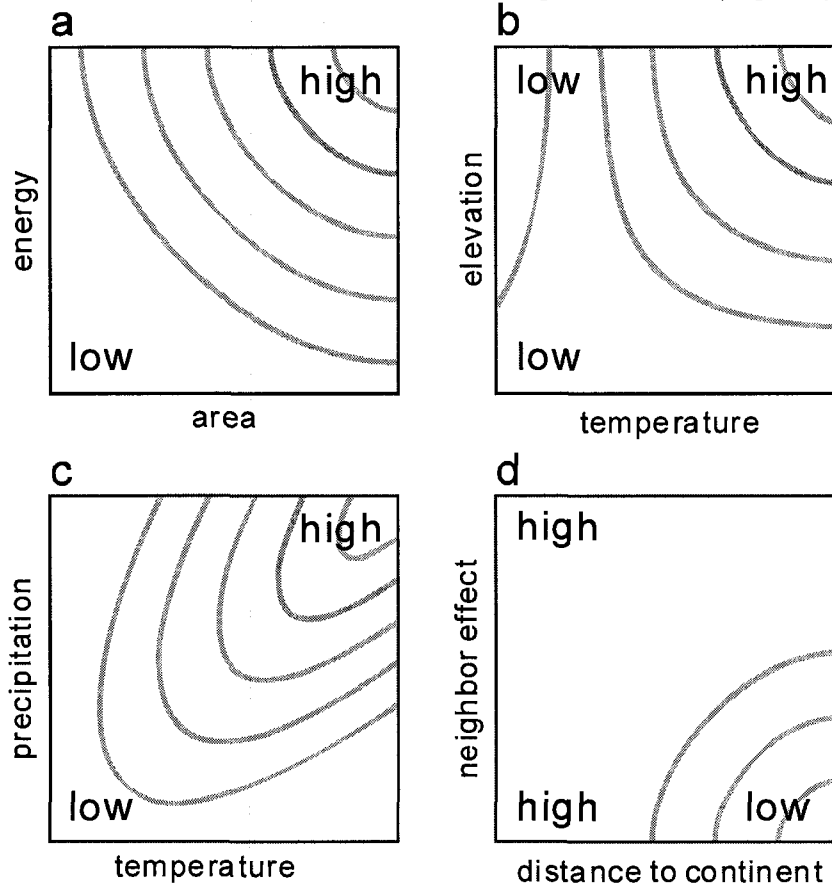 a
high
energy
low
area
b
low
high
elevation
low
temperature
c
high
precipitation
low
temperature
d
high
neighbor effect
high
low
distance to continent